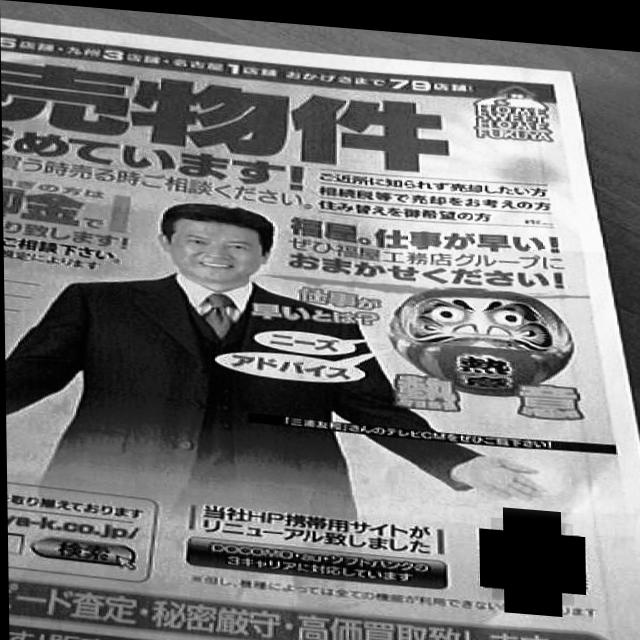 5店舗・九州3店舗・名古屋1店舗 おかげさまで79店舗!
売物件
めています!
買う時売る時ご相談ください。
ご近所に知られず売却したい方
相続税等で売却をお考えの方
住み替えを御希望の方
ぎの方は
金で
り致します!
ご相談下さい。
福屋。仕事が早い!
ぜひ福屋工務店グループに
おまかせください!
仕事が
早いとは?
ニーズ
アドバイス
熱意
熱 意
「三浦友和」さんのテレビCMをぜひご覧下さい!
取り揃えております
a-k.co.jp/
検索
当社HP携帯用サイトが
リニューアル致しました
3キャリアに対応しています
※但し、機種によっては全ての機能が利用できない
ード査定・秘密厳守・高価買取致します